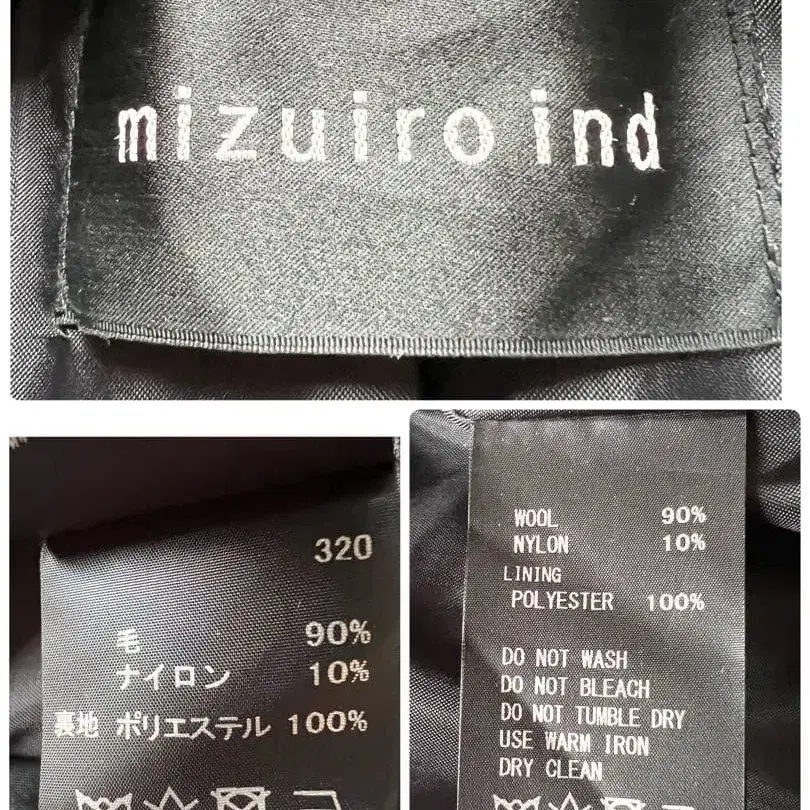 mizuiro ind
320
毛 90%
ナイロン 10%
裏地 ポリエステル 100%
WOOL 90%
NYLON 10%
LINING
POLYESTER 100%
DO NOT WASH
DO NOT BLEACH
DO NOT TUMBLE DRY
USE WARM IRON
DRY CLEAN